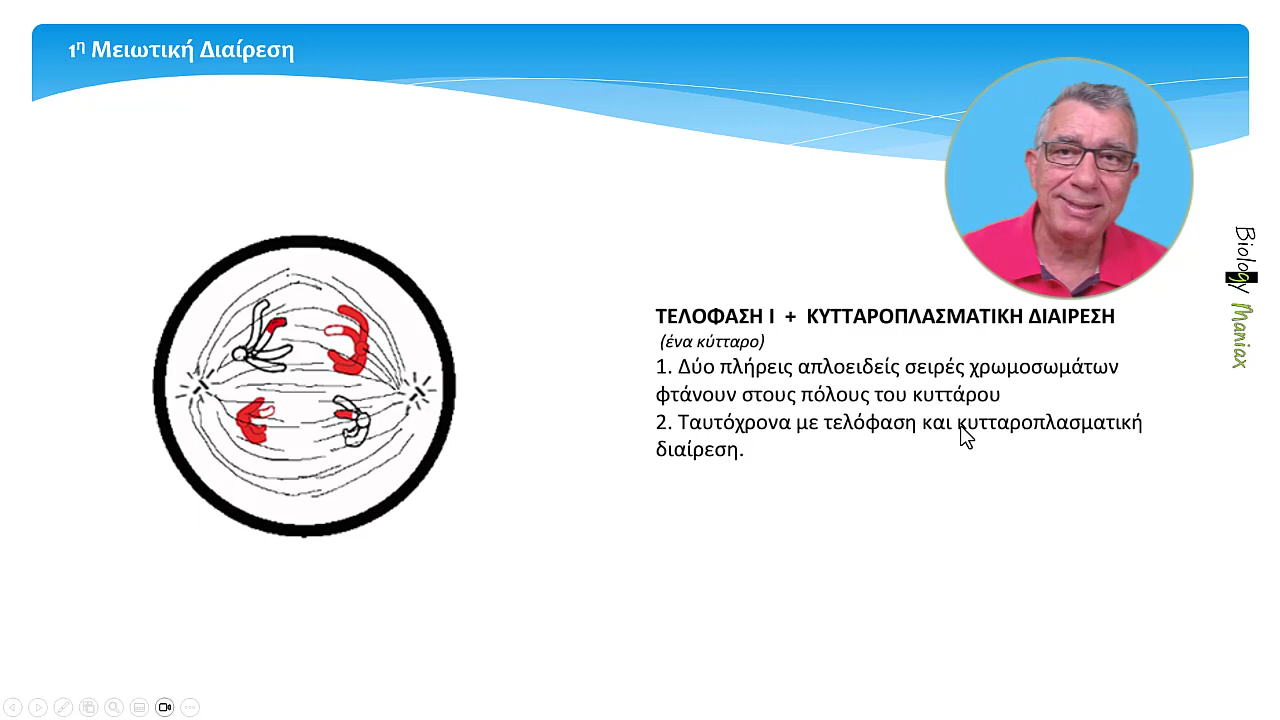 1η Μειωτική Διαίρεση
ΤΕΛΟΦΑΣΗ Ι + ΚΥΤΤΑΡΟΠΛΑΣΜΑΤΙΚΗ ΔΙΑΙΡΕΣΗ
(ένα κύτταρο)
1. Δύο πλήρεις απλοειδείς σειρές χρωμοσωμάτων
φτάνουν στους πόλους του κυττάρου
2. Ταυτόχρονα με τελόφαση και κυτταροπλασματική
διαίρεση.
Biology Maniax